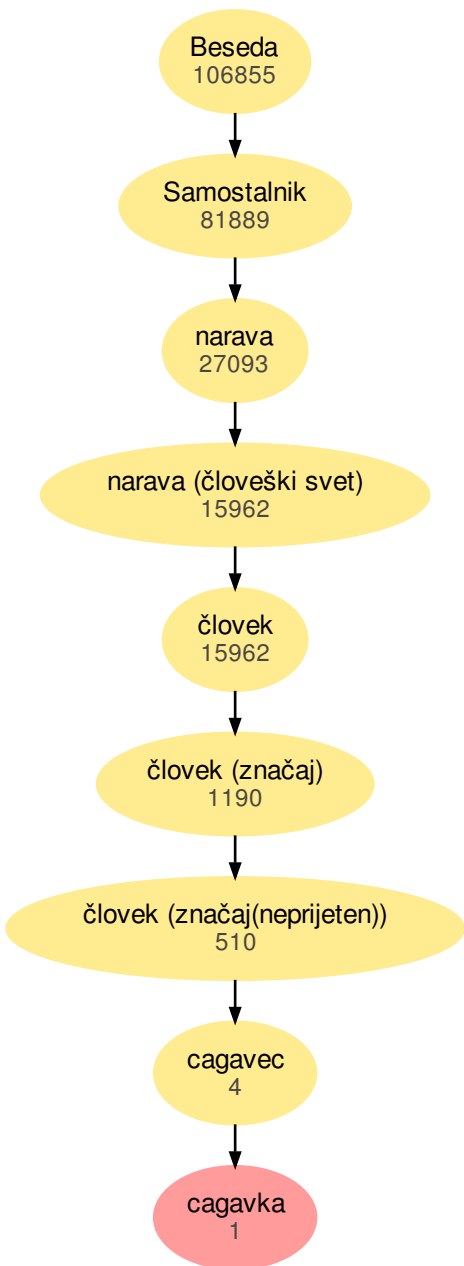 Beseda
106855
Samostalnik
81889
narava
27093
narava (človeški svet)
15962
človek
15962
človek (značaj)
1190
človek (značaj(neprijeten))
510
cagavec
4
cagavka
1